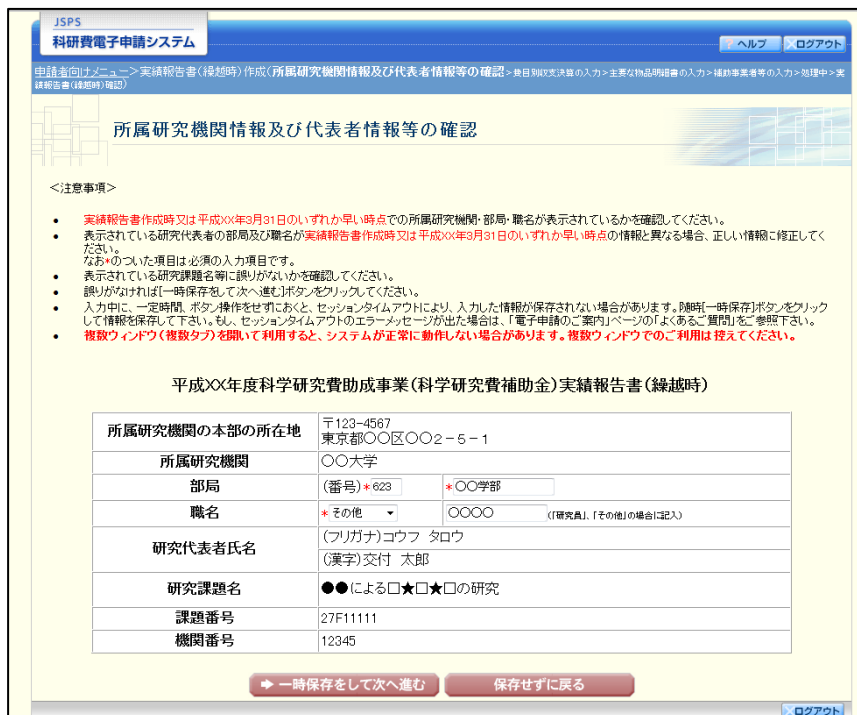 JSPS
科研費電子申請システム
? ヘルプ
ログアウト
申請者向けメニュー>実績報告書(繰越時)作成(所属研究機関情報及び代表者情報等の確認>費目別収支決算の入力>主要な物品明細書の入力>補助事業者等の入力>処理中>実
績報告書(繰越時)確認)
所属研究機関情報及び代表者情報等の確認
<注意事項>
• 実績報告書作成時又は平成XX年3月31日のいずれか早い時点での所属研究機関・部局・職名が表示されているかを確認してください。
• 表示されている研究代表者の部局及び職名が実績報告書作成時又は平成XX年3月31日のいずれか早い時点の情報と異なる場合、正しい情報に修正してく
ださい。
なお*のついた項目は必須の入力項目です。
• 表示されている研究課題名等に誤りがないかを確認してください。
• 誤りがなければ[一時保存をして次へ進む]ボタンをクリックしてください。
• 入力中に、一定時間、ボタン操作をせずにおくと、セッションタイムアウトにより、入力した情報が保存されない場合があります。随時[一時保存]ボタンをクリック
して情報を保存して下さい。もし、セッションタイムアウトのエラーメッセージが出た場合は、「電子申請のご案内」ページの「よくあるご質問」をご参照下さい。
• 複数ウィンドウ(複数タブ)を開いて利用すると、システムが正常に動作しない場合があります。複数ウィンドウでのご利用は控えてください。
平成XX年度科学研究費助成事業(科学研究費補助金)実績報告書(繰越時)
所属研究機関の本部の所在地
〒123-4567
東京都〇〇区〇〇2-5-1
所属研究機関 〇〇大学
部局 (番号)*623 *〇〇学部
職名 *その他 〇〇〇〇 (「研究員」、「その他」の場合に記入)
研究代表者氏名
(フリガナ)コウフ タロウ
(漢字)交付 太郎
研究課題名 ●●による□★□★□の研究
課題番号 27F11111
機関番号 12345
一時保存をして次へ進む 保存せずに戻る
ログアウト